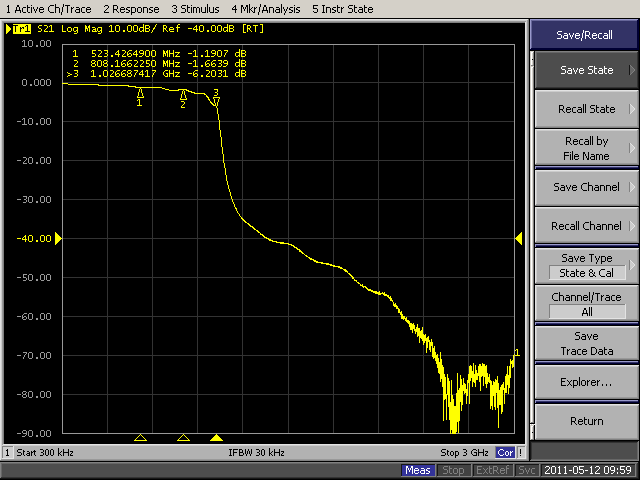 1 Active Ch/Trace 2 Response 3 Stimulus 4 Mkr/Analysis 5 Instr State
Tr1 S21 Log Mag 10.00dB/ Ref -40.00dB [RT]
10.00
1 523.4264900 MHz -1.1907 dB
2 808.1662250 MHz -1.6639 dB
>3 1.026687417 GHz -6.2031 dB
0.000
1
2
3
-10.00
-20.00
-30.00
-40.00
-50.00
-60.00
-70.00
1
-80.00
-90.00
Save/Recall
Save State
Recall State
Recall by
File Name
Save Channel
Recall Channel
Save Type
State & Cal
Channel/Trace
All
Save
Trace Data
Explorer...
Return
1 Start 300 kHz IFBW 30 kHz Stop 3 GHz Cor !
Meas Stop ExtRef Svc 2011-05-12 09:59